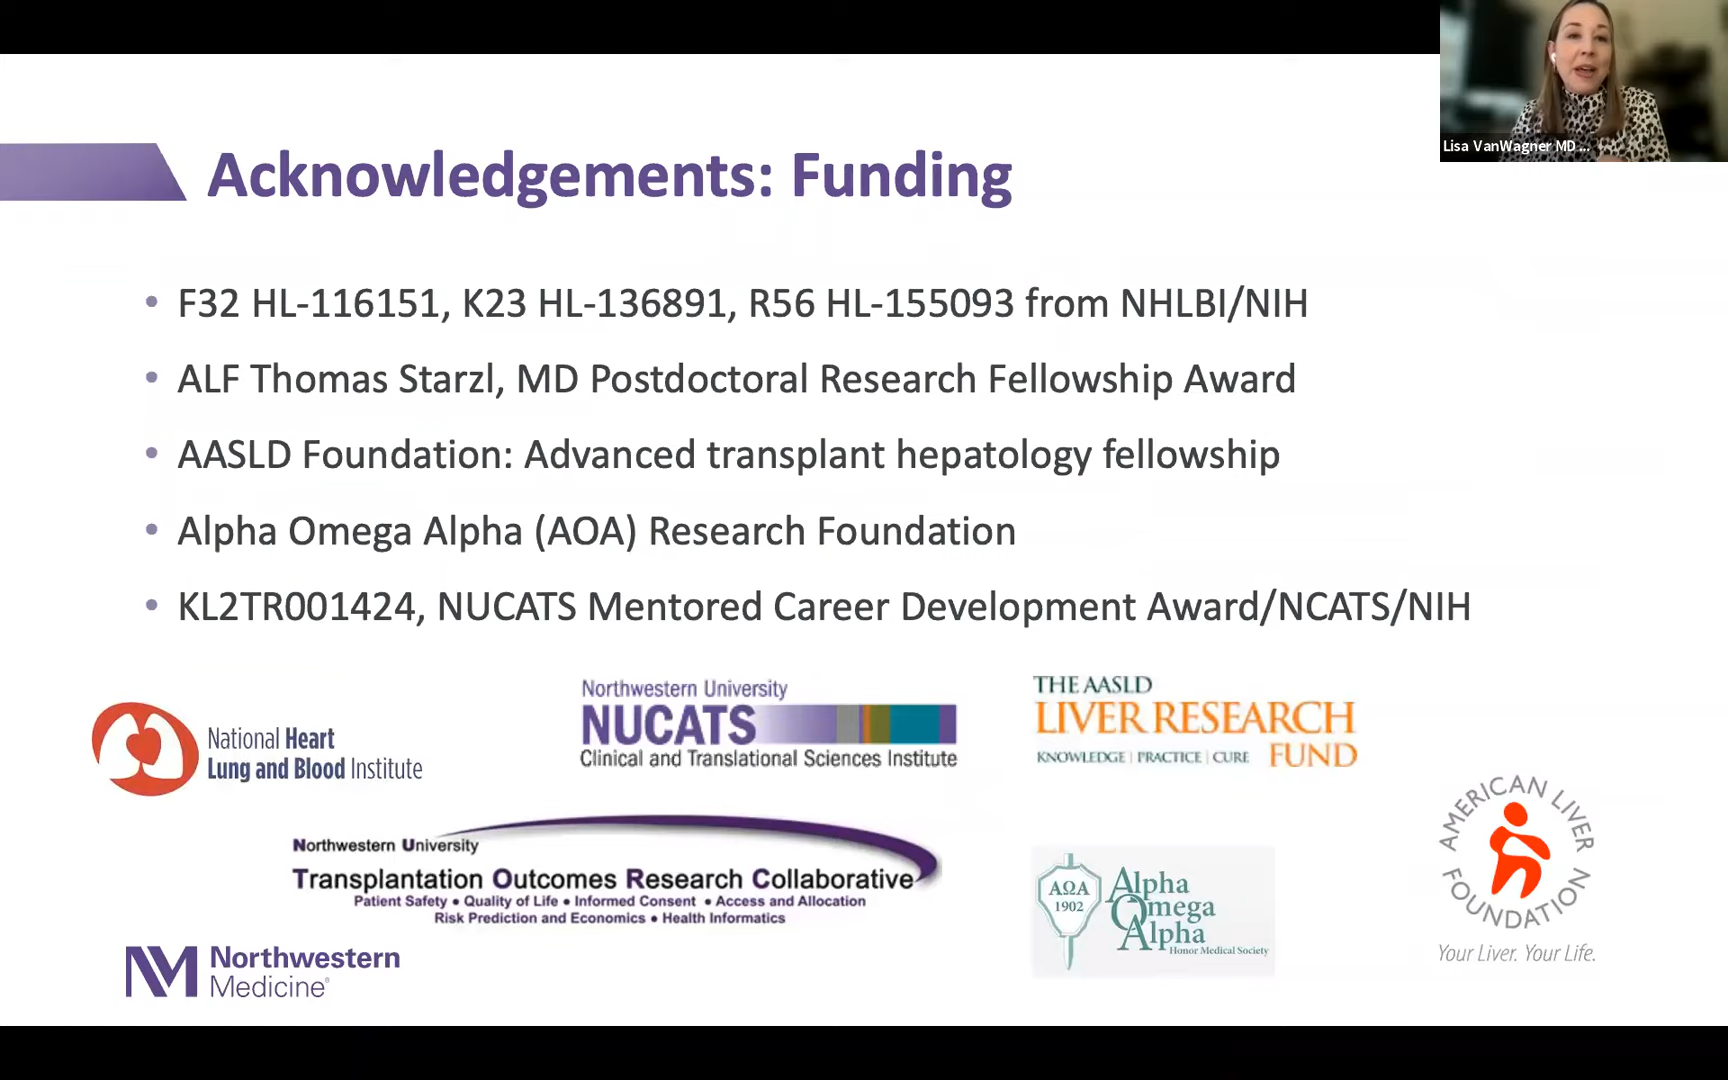 Lisa VanWagner MD ...
Acknowledgements: Funding
• F32 HL-116151, K23 HL-136891, R56 HL-155093 from NHLBI/NIH
• ALF Thomas Starzl, MD Postdoctoral Research Fellowship Award
• AASLD Foundation: Advanced transplant hepatology fellowship
• Alpha Omega Alpha (AOA) Research Foundation
• KL2TR001424, NUCATS Mentored Career Development Award/NCATS/NIH
National Heart
Lung and Blood Institute
Northwestern University
NUCATS
Clinical and Translational Sciences Institute
THE AASLD
LIVER RESEARCH
KNOWLEDGE | PRACTICE | CURE FUND
Northwestern University
Transplantation Outcomes Research Collaborative
Patient Safety • Quality of Life • Informed Consent • Access and Allocation
Risk Prediction and Economics • Health Informatics
ΑΩΑ
1902
Alpha
Omega
Alpha
Honor Medical Society
AMERICAN LIVER
FOUNDATION
Your Liver. Your Life.
NM
Northwestern
Medicine®